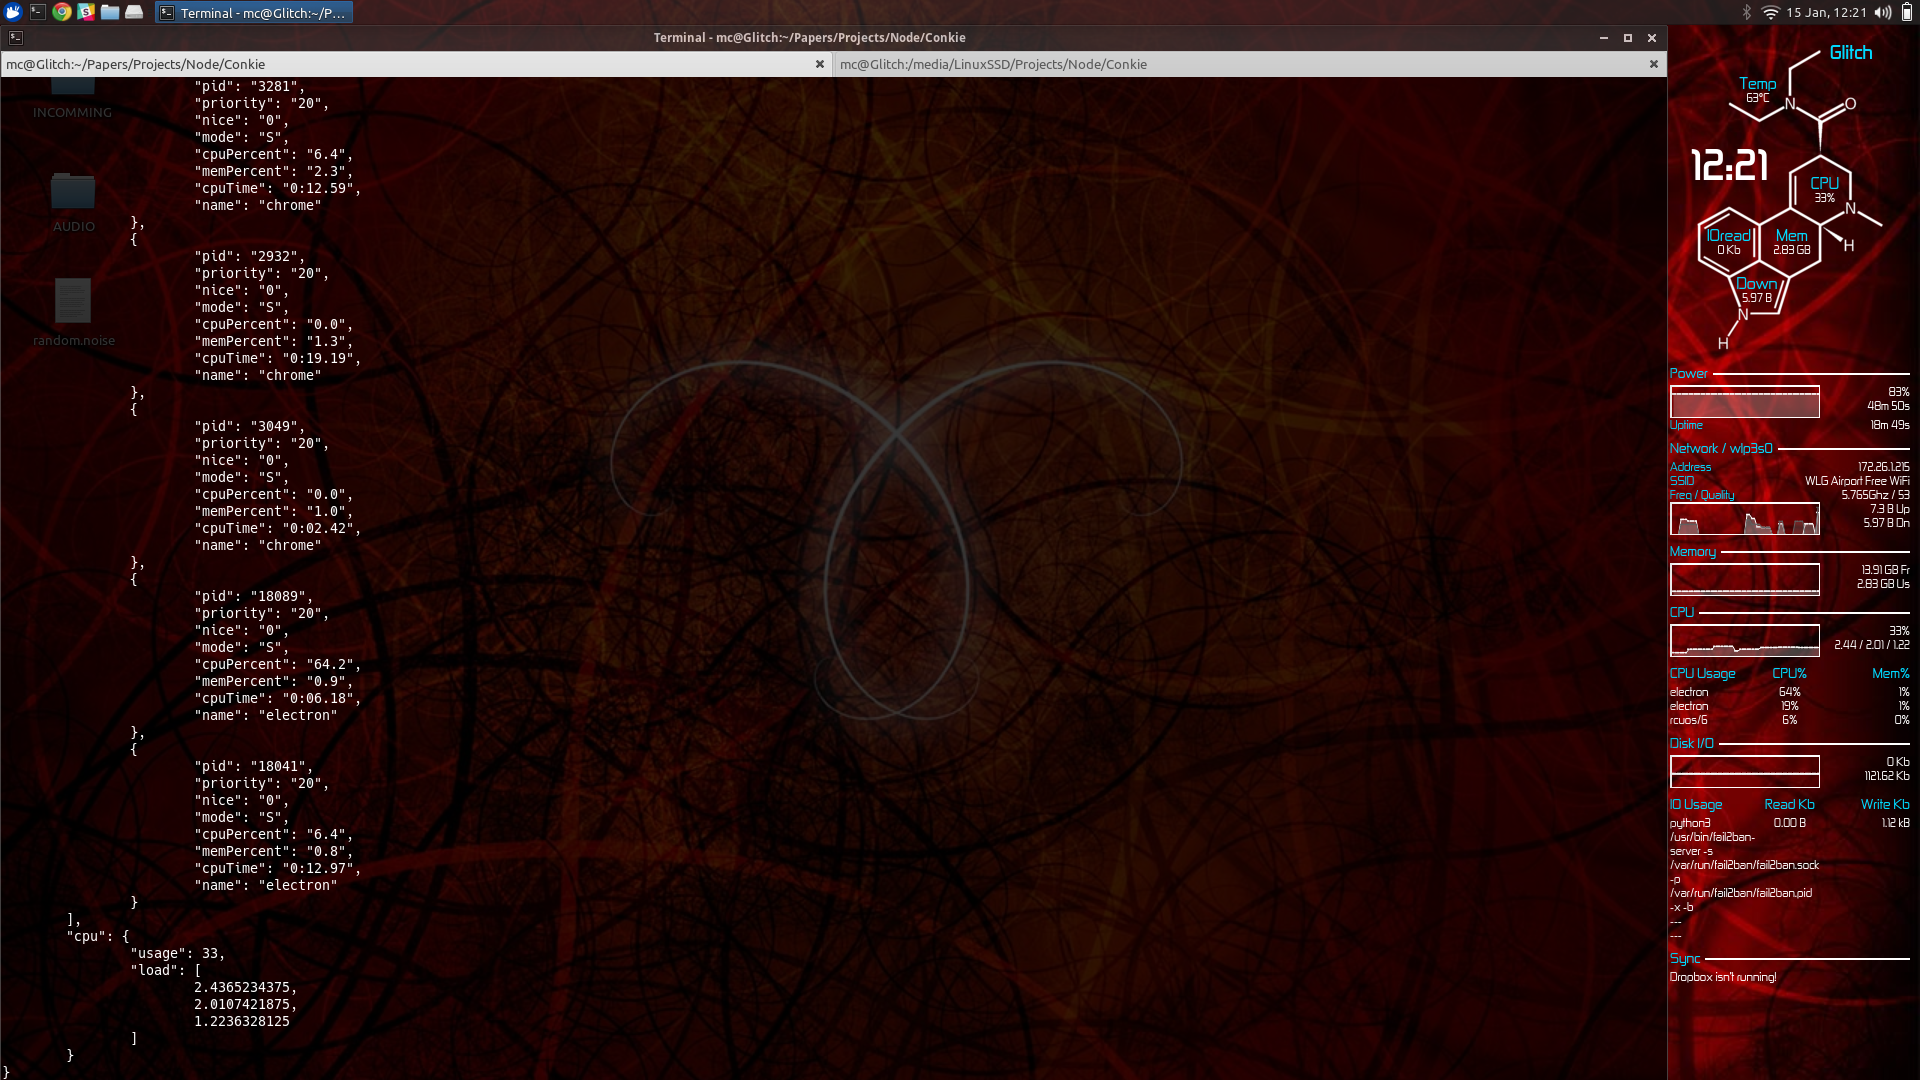 Terminal - mc@Glitch:~/P...
15 Jan, 12:21
Terminal - mc@Glitch:~/Papers/Projects/Node/Conkie
mc@Glitch:~/Papers/Projects/Node/Conkie
mc@Glitch:/media/LinuxSSD/Projects/Node/Conkie
INCOMMING
AUDIO
random.noise
"pid": "3281",
"priority": "20",
"nice": "0",
"mode": "S",
"cpuPercent": "6.4",
"memPercent": "2.3",
"cpuTime": "0:12.59",
"name": "chrome"
},
{
"pid": "2932",
"priority": "20",
"nice": "0",
"mode": "S",
"cpuPercent": "0.0",
"memPercent": "1.3",
"cpuTime": "0:19.19",
"name": "chrome"
},
{
"pid": "3049",
"priority": "20",
"nice": "0",
"mode": "S",
"cpuPercent": "0.0",
"memPercent": "1.0",
"cpuTime": "0:02.42",
"name": "chrome"
},
{
"pid": "18089",
"priority": "20",
"nice": "0",
"mode": "S",
"cpuPercent": "64.2",
"memPercent": "0.9",
"cpuTime": "0:06.18",
"name": "electron"
},
{
"pid": "18041",
"priority": "20",
"nice": "0",
"mode": "S",
"cpuPercent": "6.4",
"memPercent": "0.8",
"cpuTime": "0:12.97",
"name": "electron"
}
],
"cpu": {
"usage": 33,
"load": [
2.4365234375,
2.0107421875,
1.2236328125
]
}
}
Glitch
Temp
63°C
N
O
12:21
CPU
33%
N
IOread
0 Kb
Mem
2.83 GB
H
Down
5.97 B
N
H
Power
83%
48m 50s
Uptime 18m 49s
Network / wlp3s0
Address 172.26.1.215
SSID WLG Airport Free WiFi
Freq / Quality 5.765Ghz / 53
7.3 B Up
5.97 B Dn
Memory
13.91 GB Fr
2.83 GB Us
CPU
33%
2.44 / 2.01 / 1.22
CPU Usage CPU% Mem%
electron 64% 1%
electron 19% 1%
rcuos/6 6% 0%
Disk I/O
0 Kb
1121.62 Kb
IO Usage Read Kb Write Kb
python3 0.00 B 1.12 kB
/usr/bin/fail2ban-
server -s
/var/run/fail2ban/fail2ban.sock
-p
/var/run/fail2ban/fail2ban.pid
-x -b
---
---
Sync
Dropbox isn't running!